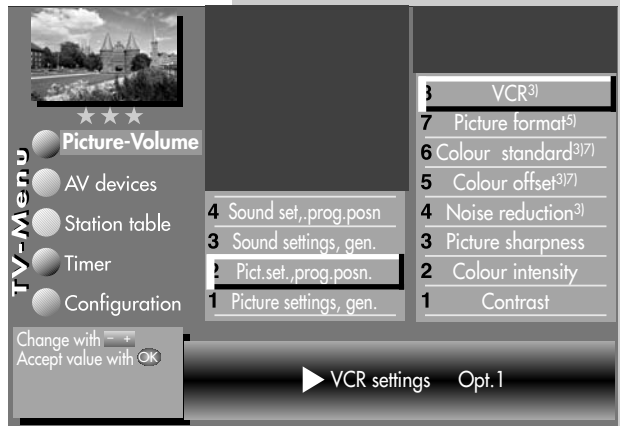 TV-Menu
Picture-Volume
AV devices
Station table
Timer
Configuration
4 Sound set,.prog.posn
3 Sound settings, gen.
2 Pict.set.,prog.posn.
1 Picture settings, gen.
8 VCR3)
7 Picture format5)
6 Colour standard3)7)
5 Colour offset3)7)
4 Noise reduction3)
3 Picture sharpness
2 Colour intensity
1 Contrast
Change with - +
Accept value with OK
VCR settings Opt.1